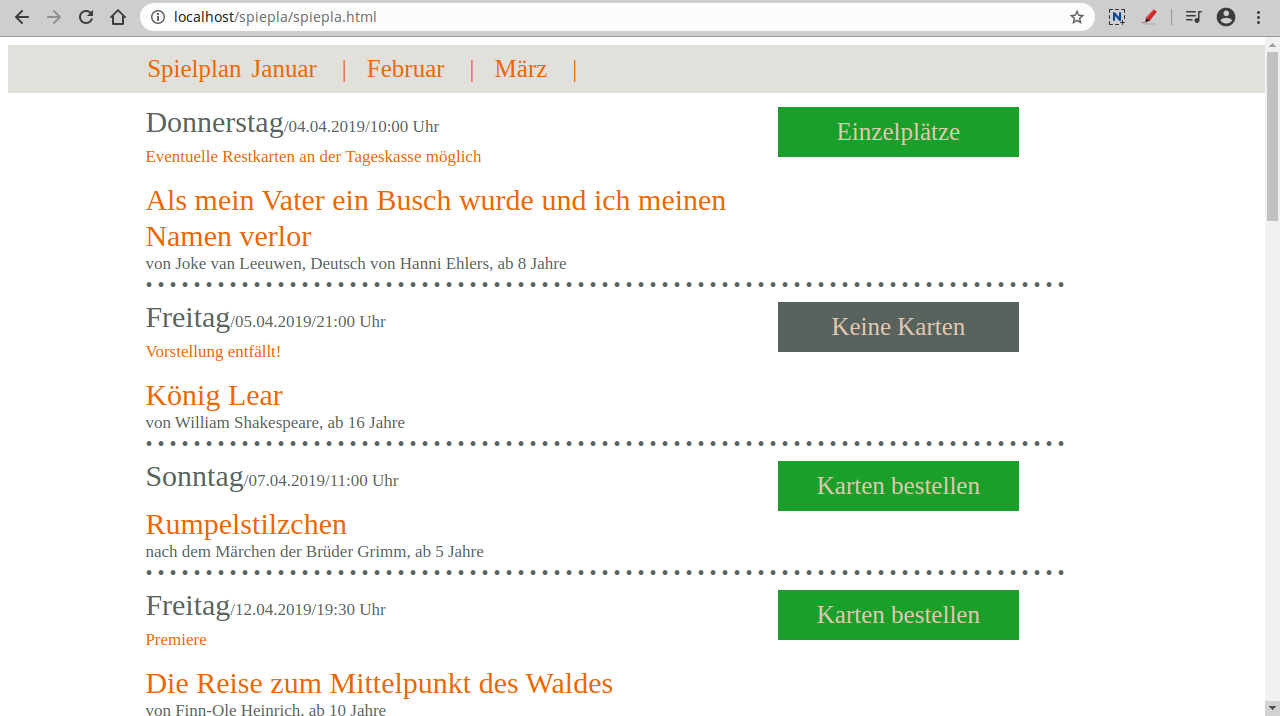 localhost/spiepla/spiepla.html
Spielplan Januar | Februar | März |
Donnerstag/04.04.2019/10:00 Uhr
Einzelplätze
Eventuelle Restkarten an der Tageskasse möglich
Als mein Vater ein Busch wurde und ich meinen
Namen verlor
von Joke van Leeuwen, Deutsch von Hanni Ehlers, ab 8 Jahre
Freitag/05.04.2019/21:00 Uhr
Keine Karten
Vorstellung entfällt!
König Lear
von William Shakespeare, ab 16 Jahre
Sonntag/07.04.2019/11:00 Uhr
Karten bestellen
Rumpelstilzchen
nach dem Märchen der Brüder Grimm, ab 5 Jahre
Freitag/12.04.2019/19:30 Uhr
Karten bestellen
Premiere
Die Reise zum Mittelpunkt des Waldes
von Finn-Ole Heinrich, ab 10 Jahre